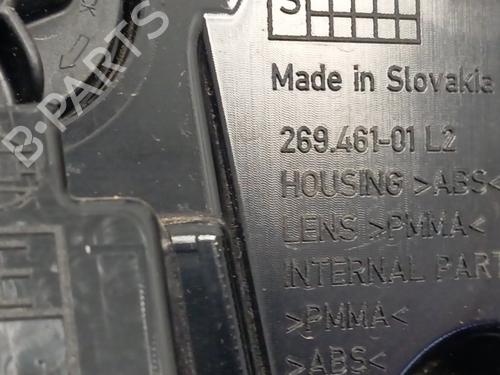 S
Made in Slovakia
269.461-01 L2
HOUSING >ABS<
LENS >PMMA<
INTERNAL PART
>PMMA<
>ABS<
B-PARTS